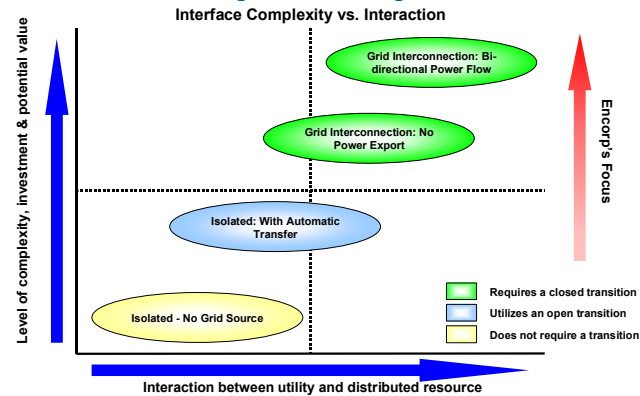 Interface Complexity vs. Interaction
Level of complexity, investment & potential value
Grid Interconnection: Bi-
directional Power Flow
Grid Interconnection: No
Power Export
Isolated: With Automatic
Transfer
Isolated - No Grid Source
Encorp's Focus
Requires a closed transition
Utilizes an open transition
Does not require a transition
Interaction between utility and distributed resource